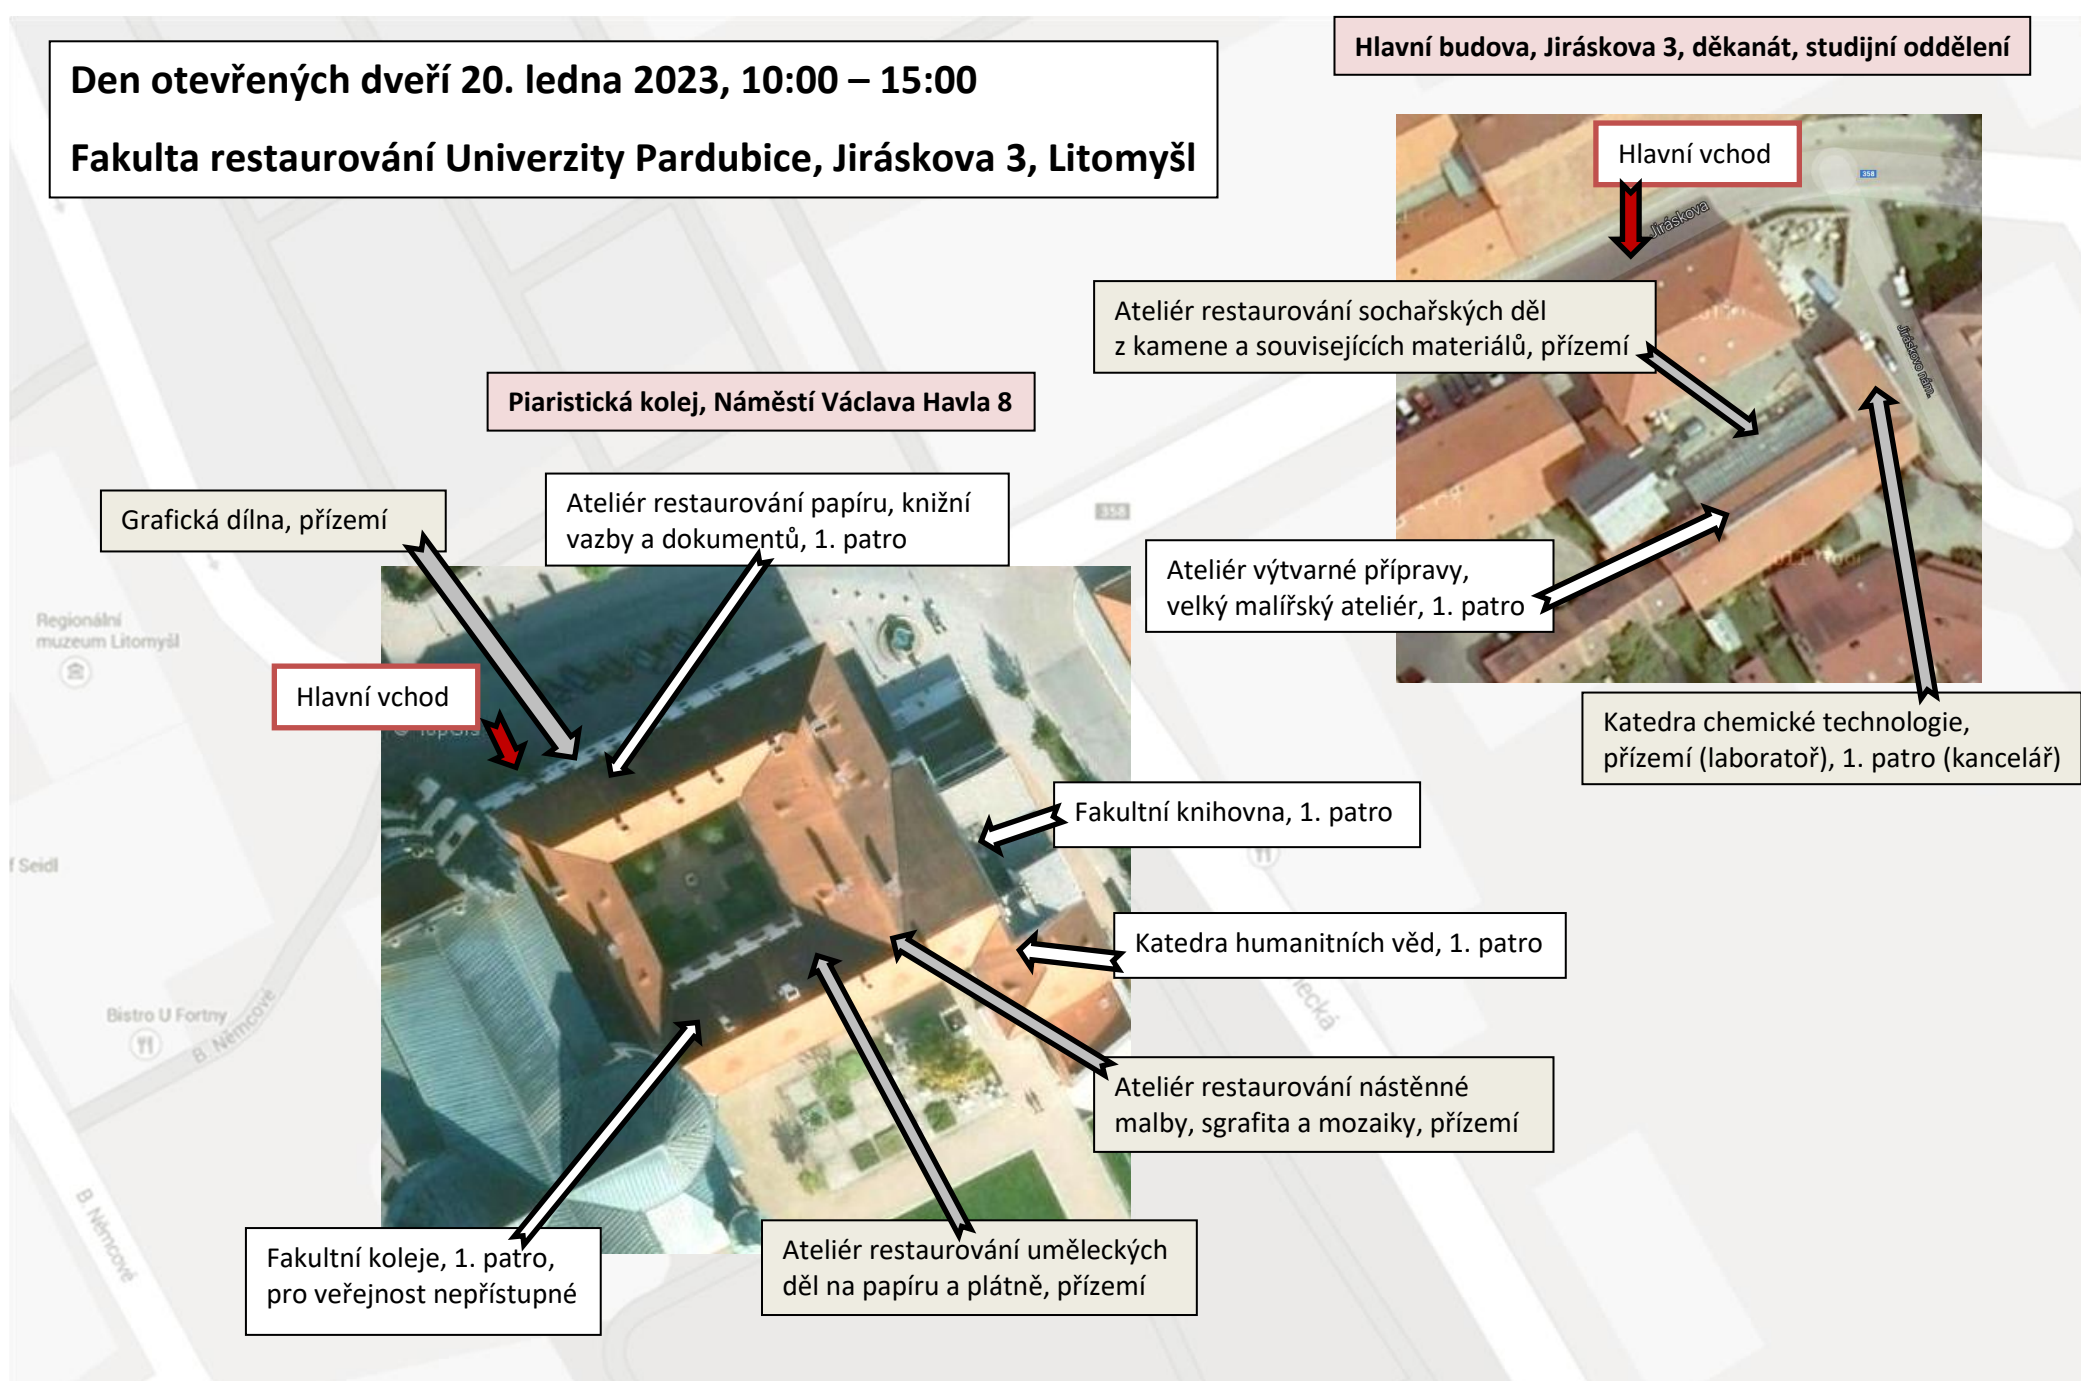 Den otevřených dveří 20. ledna 2023, 10:00 – 15:00
Fakulta restaurování Univerzity Pardubice, Jiráskova 3, Litomyšl
Hlavní budova, Jiráskova 3, děkanát, studijní oddělení
Hlavní vchod
358
Jiráskova
Ateliér restaurování sochařských děl
z kamene a souvisejících materiálů, přízemí
Jiráskovo nám.
Piaristická kolej, Náměstí Václava Havla 8
Grafická dílna, přízemí
Ateliér restaurování papíru, knižní
vazby a dokumentů, 1. patro
358
Ateliér výtvarné přípravy,
velký malířský ateliér, 1. patro
Regionální
muzeum Litomyšl
Hlavní vchod
Katedra chemické technologie,
přízemí (laboratoř), 1. patro (kancelář)
Fakultní knihovna, 1. patro
f Seidl
Katedra humanitních věd, 1. patro
Bistro U Fortny
B. Němcové
Ateliér restaurování nástěnné
malby, sgrafita a mozaiky, přízemí
B. Němcové
Fakultní koleje, 1. patro,
pro veřejnost nepřístupné
Ateliér restaurování uměleckých
děl na papíru a plátně, přízemí